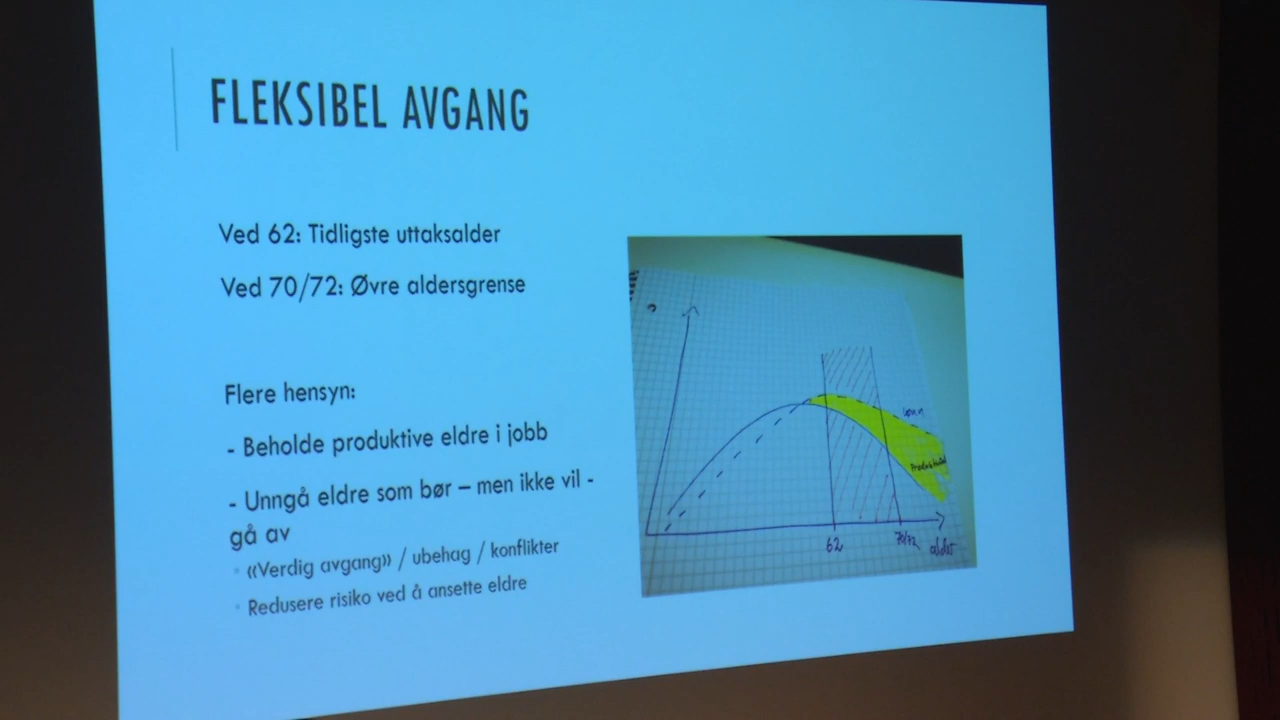 FLEKSIBEL AVGANG
Ved 62: Tidligste uttaksalder
Ved 70/72: Øvre aldersgrense
Flere hensyn:
- Beholde produktive eldre i jobb
- Unngå eldre som bør – men ikke vil -
gå av
«Verdig avgang» / ubehag / konflikter
Redusere risiko ved å ansette eldre
lønn
62
70/72
alder